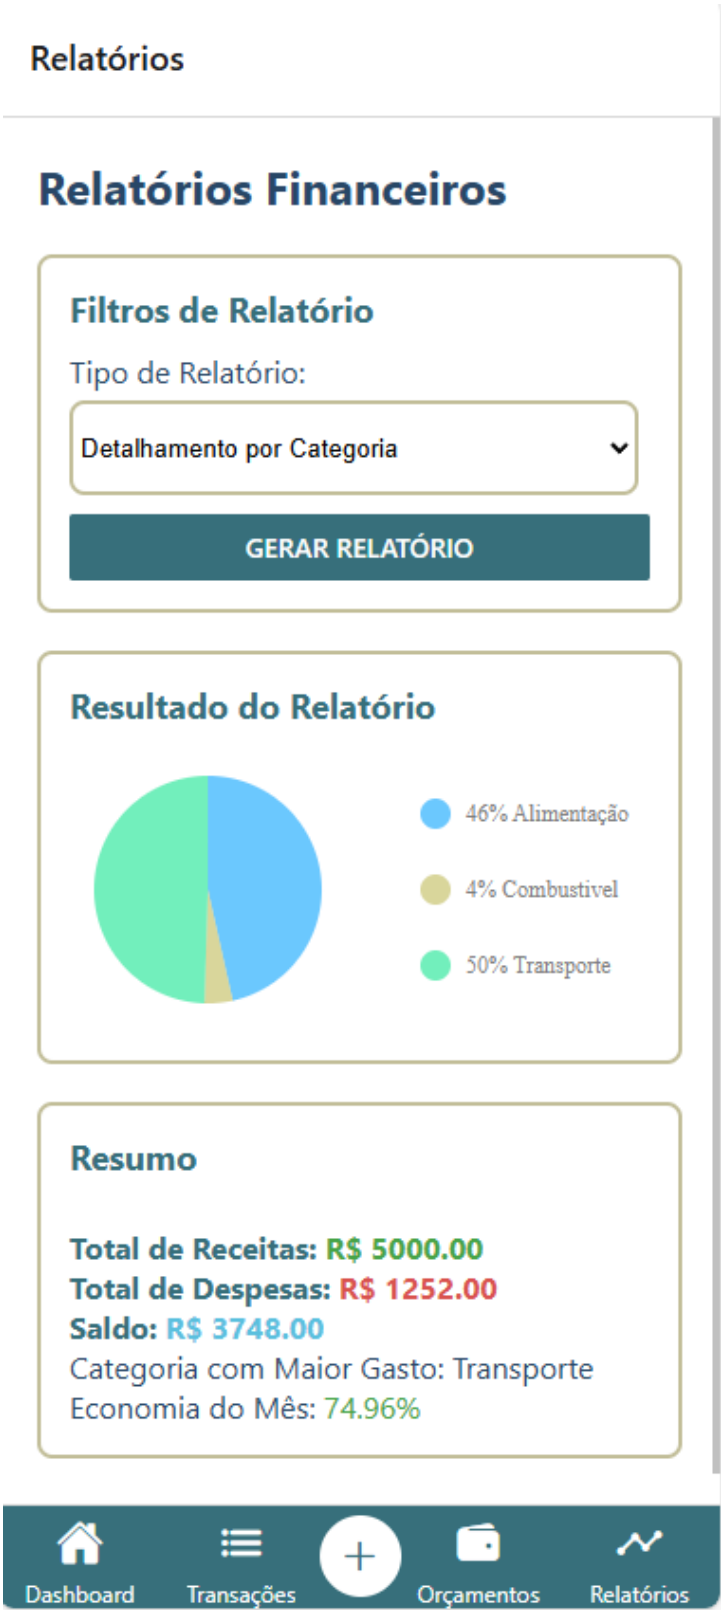 Relatórios
Relatórios Financeiros
Filtros de Relatório
Tipo de Relatório:
Detalhamento por Categoria
GERAR RELATÓRIO
Resultado do Relatório
46% Alimentação
4% Combustivel
50% Transporte
Resumo
Total de Receitas: R$ 5000.00
Total de Despesas: R$ 1252.00
Saldo: R$ 3748.00
Categoria com Maior Gasto: Transporte
Economia do Mês: 74.96%
Dashboard Transações Orçamentos Relatórios